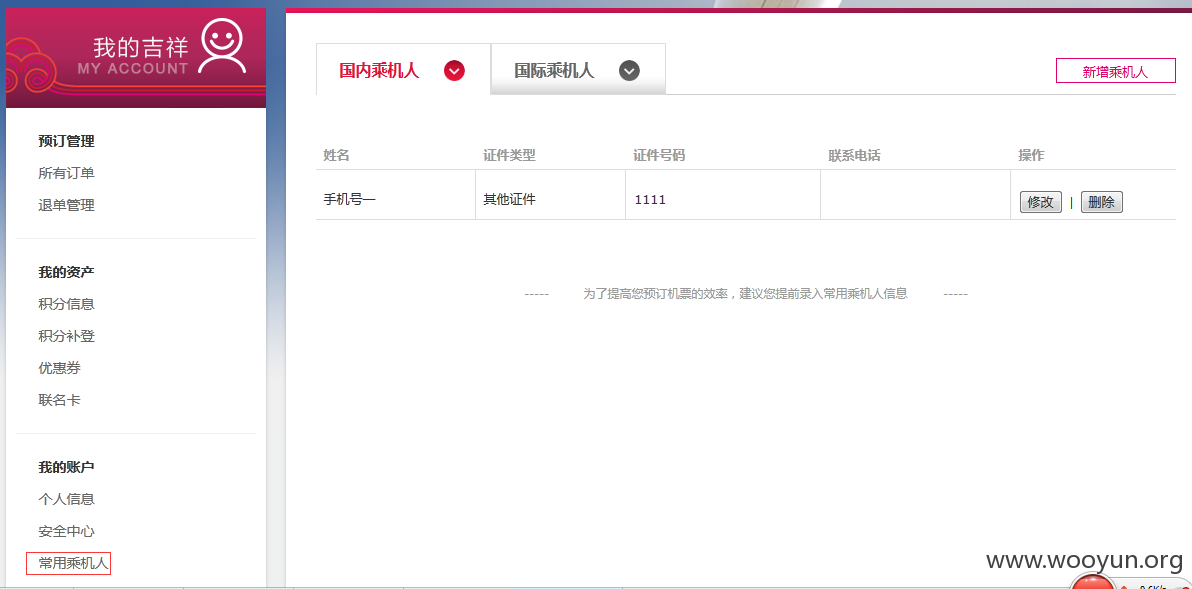 我的吉祥
MY ACCOUNT
预订管理
所有订单
退单管理
我的资产
积分信息
积分补登
优惠券
联名卡
我的账户
个人信息
安全中心
常用乘机人
国内乘机人
国际乘机人
新增乘机人
姓名 证件类型 证件号码 联系电话 操作
手机号一 其他证件 1111 修改 | 删除
----- 为了提高您预订机票的效率，建议您提前录入常用乘机人信息 -----
www.wooyun.org